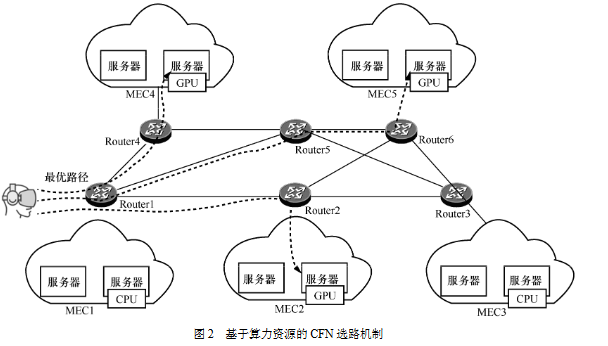 服务器
服务器
GPU
MEC4
服务器
服务器
GPU
MEC5
Router4
Router5
Router6
最优路径
Router1
Router2
Router3
服务器
服务器
CPU
MEC1
服务器
服务器
GPU
MEC2
服务器
服务器
CPU
MEC3
图 2 基于算力资源的 CFN 选路机制